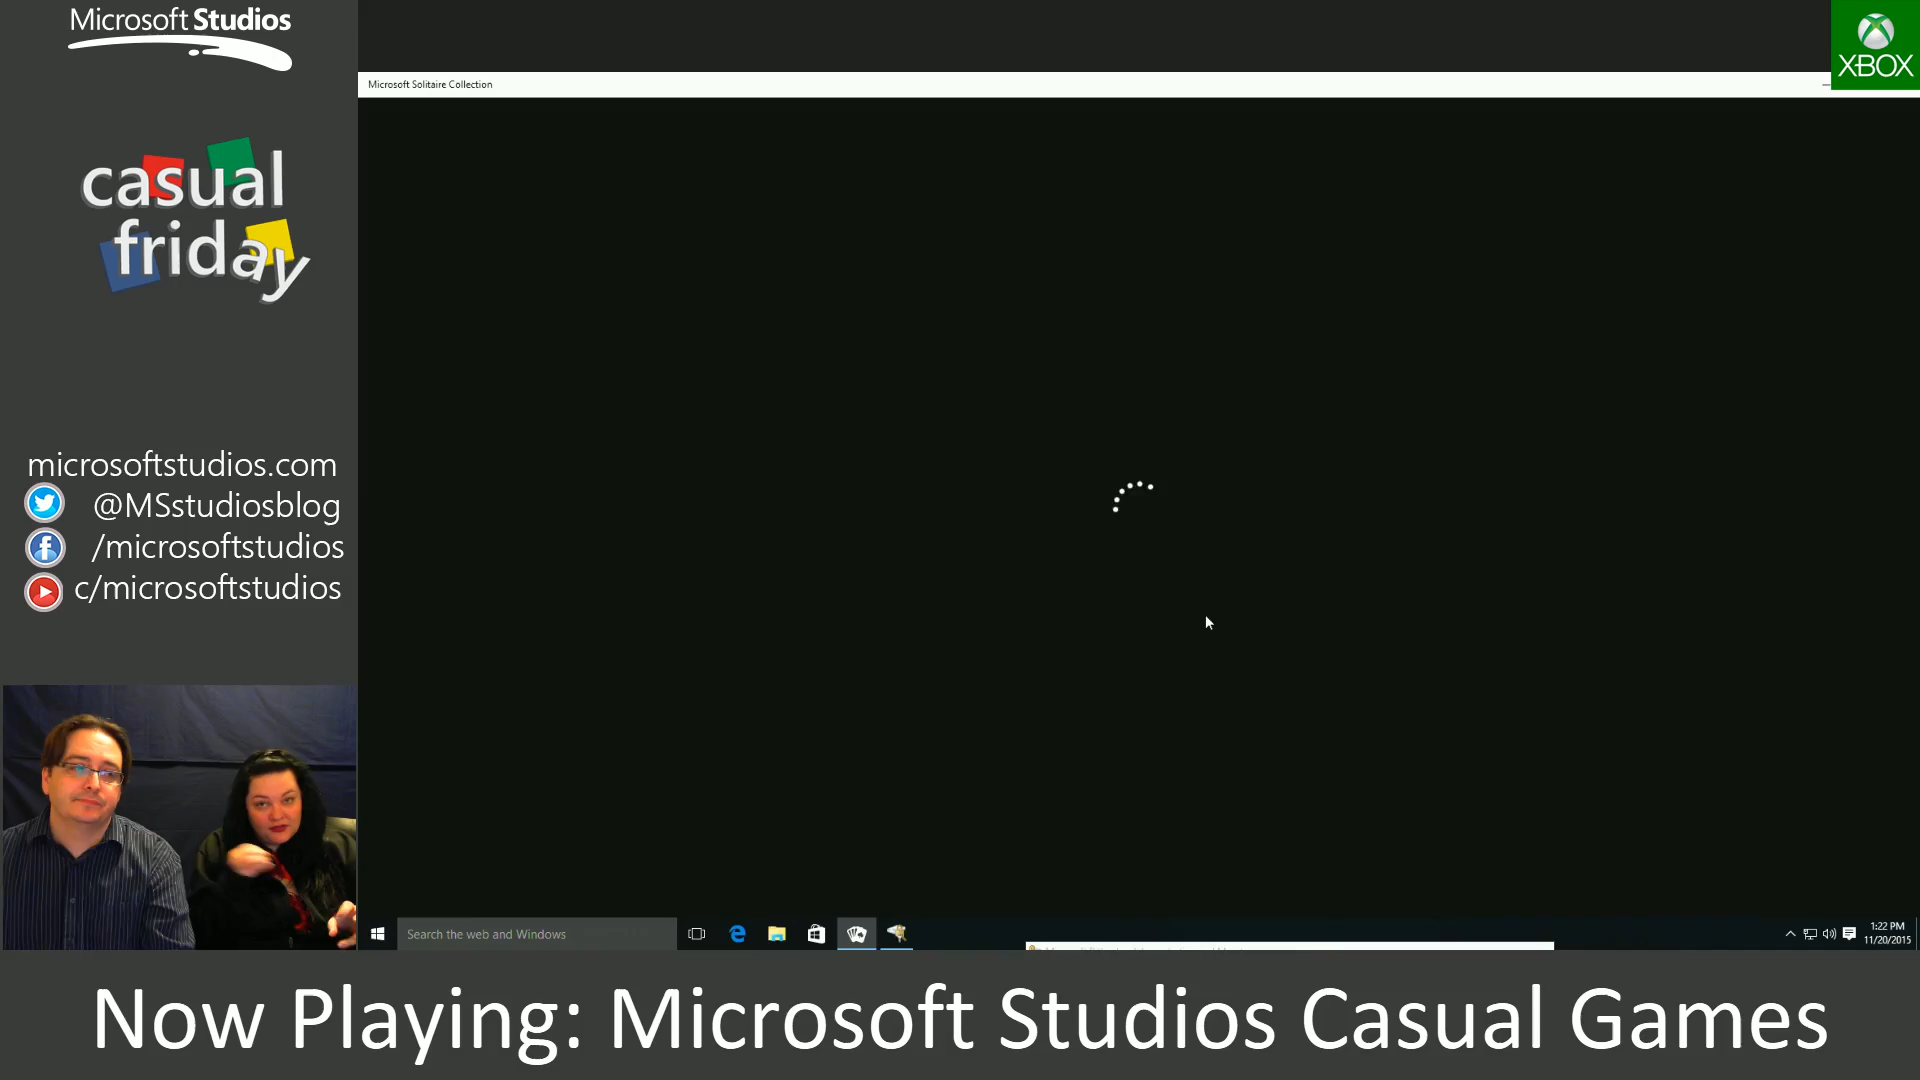 Microsoft Studios
XBOX
Microsoft Solitaire Collection
casual
friday
microsoftstudios.com
@MSstudiosblog
/microsoftstudios
c/microsoftstudios
Search the web and Windows
1:22 PM
11/20/2015
Now Playing: Microsoft Studios Casual Games